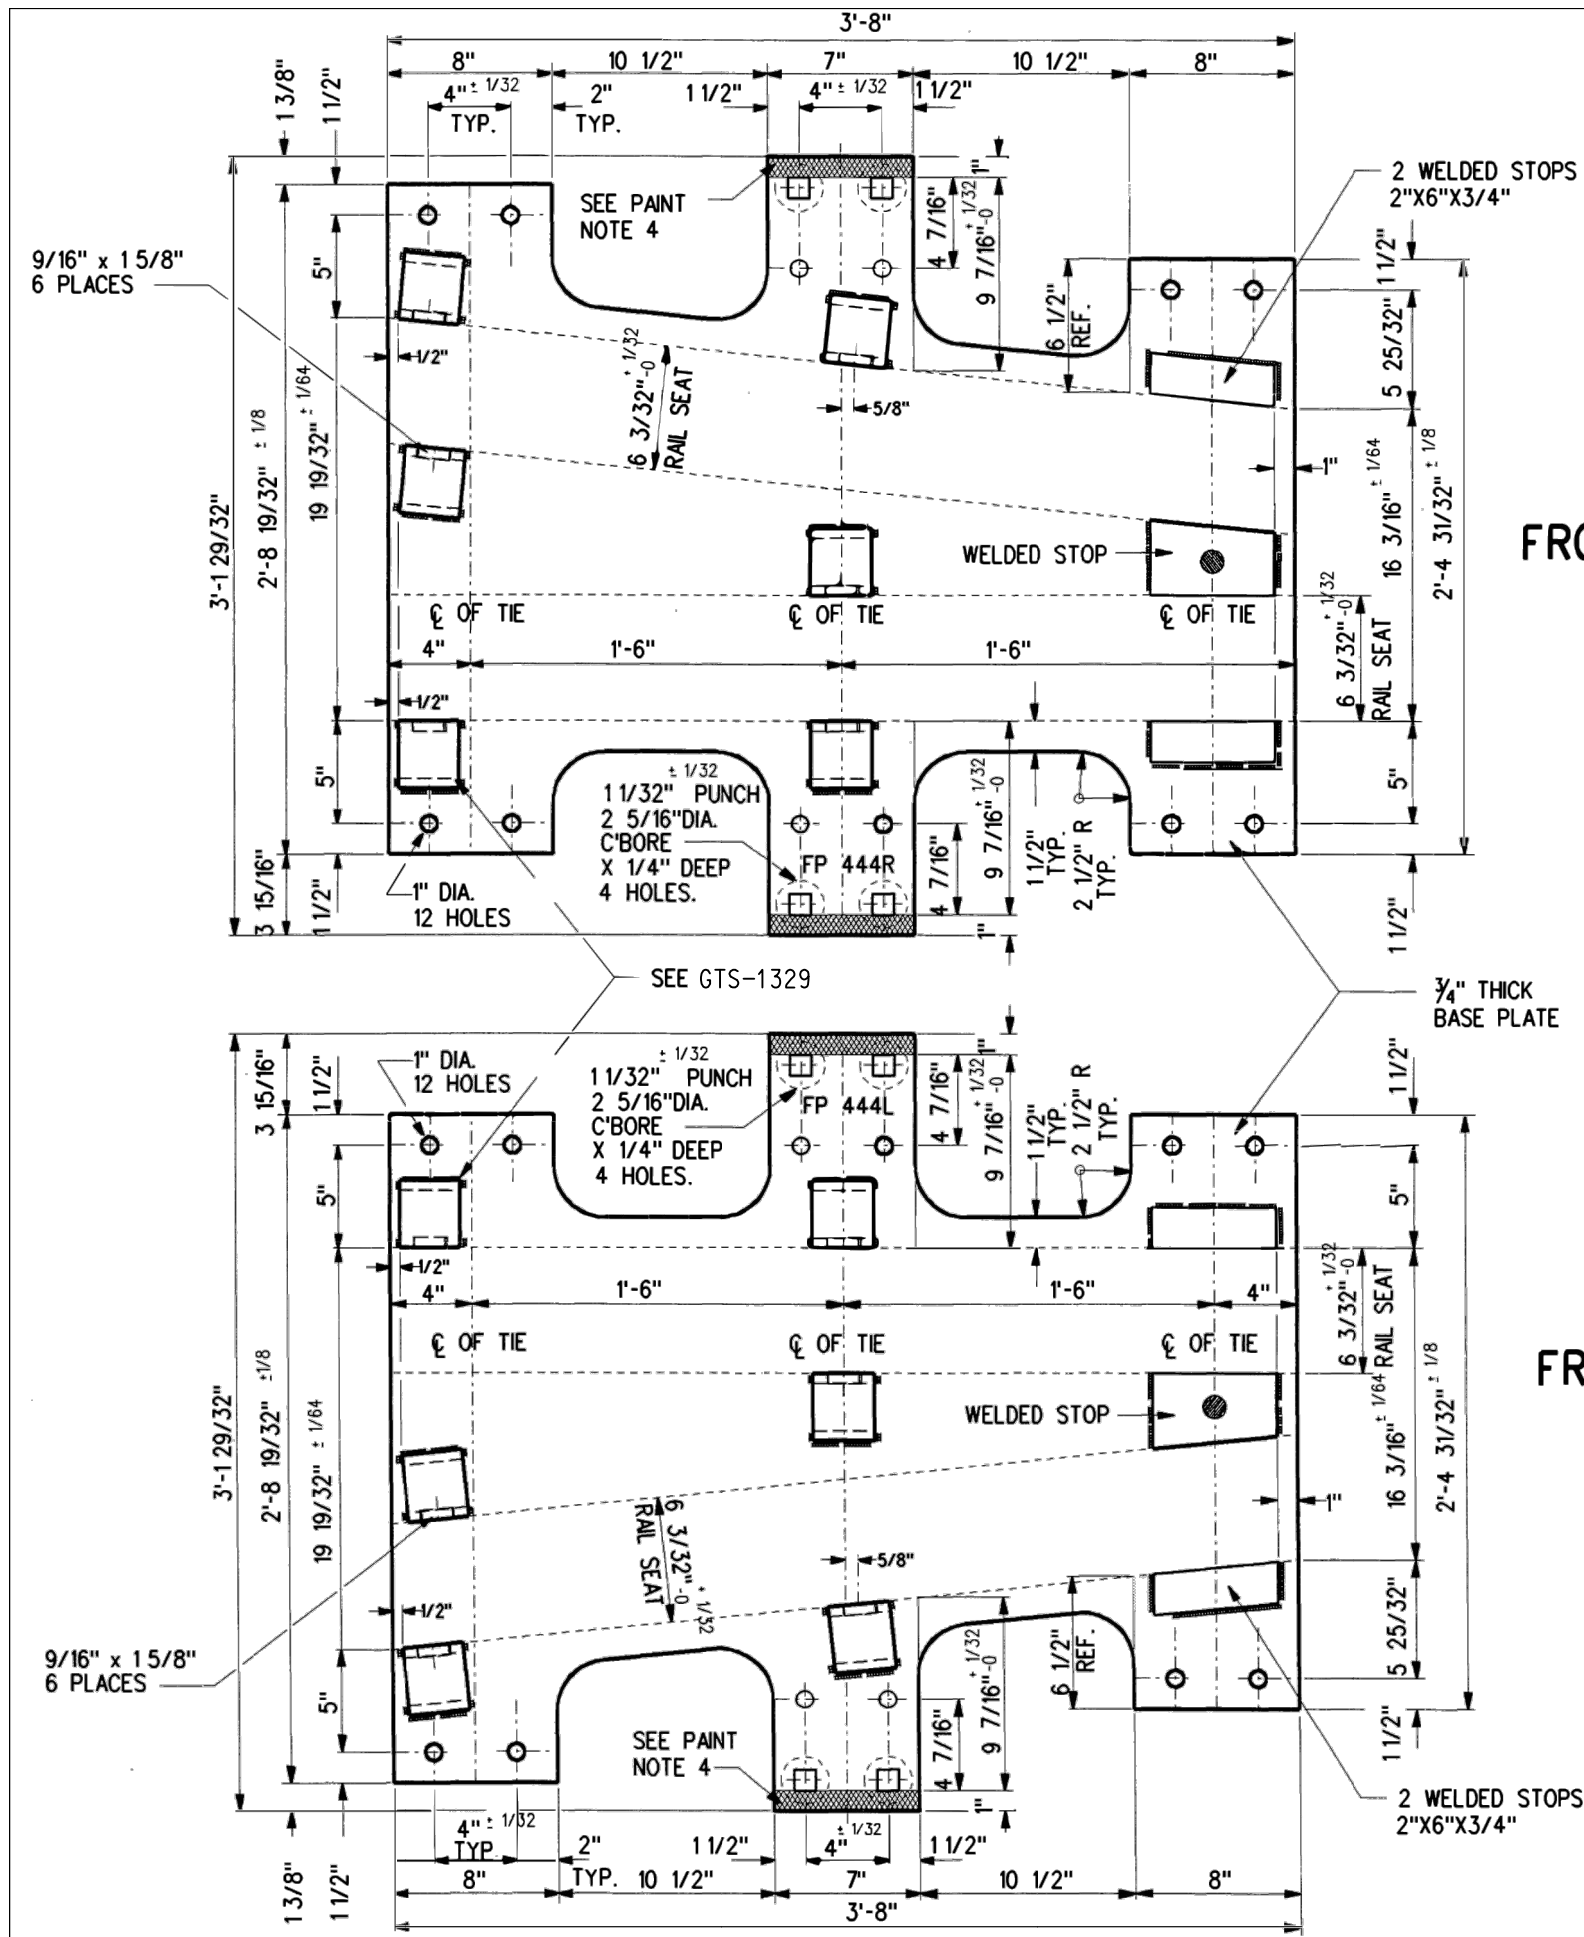 3'-8"
8"
10 1/2"
7"
10 1/2"
8"
1 3/8"
1 1/2"
4" ± 1/32
TYP.
2"
TYP.
1 1/2"
4" ± 1/32
1 1/2"
1"
SEE PAINT
NOTE 4
4 7/16"
9 7/16" + 1/32 -0
2 WELDED STOPS
2"X6"X3/4"
1 1/2"
9/16" x 1 5/8"
6 PLACES
5"
6 1/2"
REF.
5 25/32"
1/2"
6 3/32" + 1/32 -0
RAIL SEAT
5/8"
19 19/32" ± 1/64
2'-8 19/32" ± 1/8
3'-1 29/32"
1"
16 3/16" ± 1/64
2'-4 31/32" ± 1/8
WELDED STOP
FRO
℄ OF TIE
℄ OF TIE
℄ OF TIE
4"
1'-6"
1'-6"
6 3/32" + 1/32 -0
RAIL SEAT
1/2"
5"
± 1/32
1 1/32" PUNCH
2 5/16"DIA.
C'BORE
X 1/4" DEEP
4 HOLES.
FP 444R
4 7/16"
9 7/16" + 1/32 -0
1 1/2"
TYP.
2 1/2" R
TYP.
5"
3 15/16"
1 1/2"
1" DIA.
12 HOLES
1"
1 1/2"
SEE GTS-1329
3/4" THICK
BASE PLATE
3 15/16"
1 1/2"
1" DIA.
12 HOLES
± 1/32
1 1/32" PUNCH
2 5/16"DIA.
C'BORE
X 1/4" DEEP
4 HOLES.
FP 444L
1"
4 7/16"
9 7/16" + 1/32 -0
1 1/2"
TYP.
2 1/2" R
TYP.
1 1/2"
5"
5"
1/2"
4"
1'-6"
1'-6"
4"
6 3/32" + 1/32 -0
RAIL SEAT
℄ OF TIE
℄ OF TIE
℄ OF TIE
FR
3'-1 29/32"
2'-8 19/32" ±1/8
19 19/32" ± 1/64
WELDED STOP
16 3/16" ± 1/64
2'-4 31/32" ± 1/8
1"
6 3/32" + 1/32 -0
RAIL SEAT
5/8"
1/2"
9/16" x 1 5/8"
6 PLACES
5"
6 1/2"
REF.
5 25/32"
SEE PAINT
NOTE 4
4 7/16"
9 7/16" + 1/32 -0
1"
1 1/2"
2 WELDED STOPS
2"X6"X3/4"
4" ± 1/32
TYP.
2"
TYP.
1 1/2"
4" ± 1/32
1 1/2"
1 3/8"
1 1/2"
8"
10 1/2"
7"
10 1/2"
8"
3'-8"